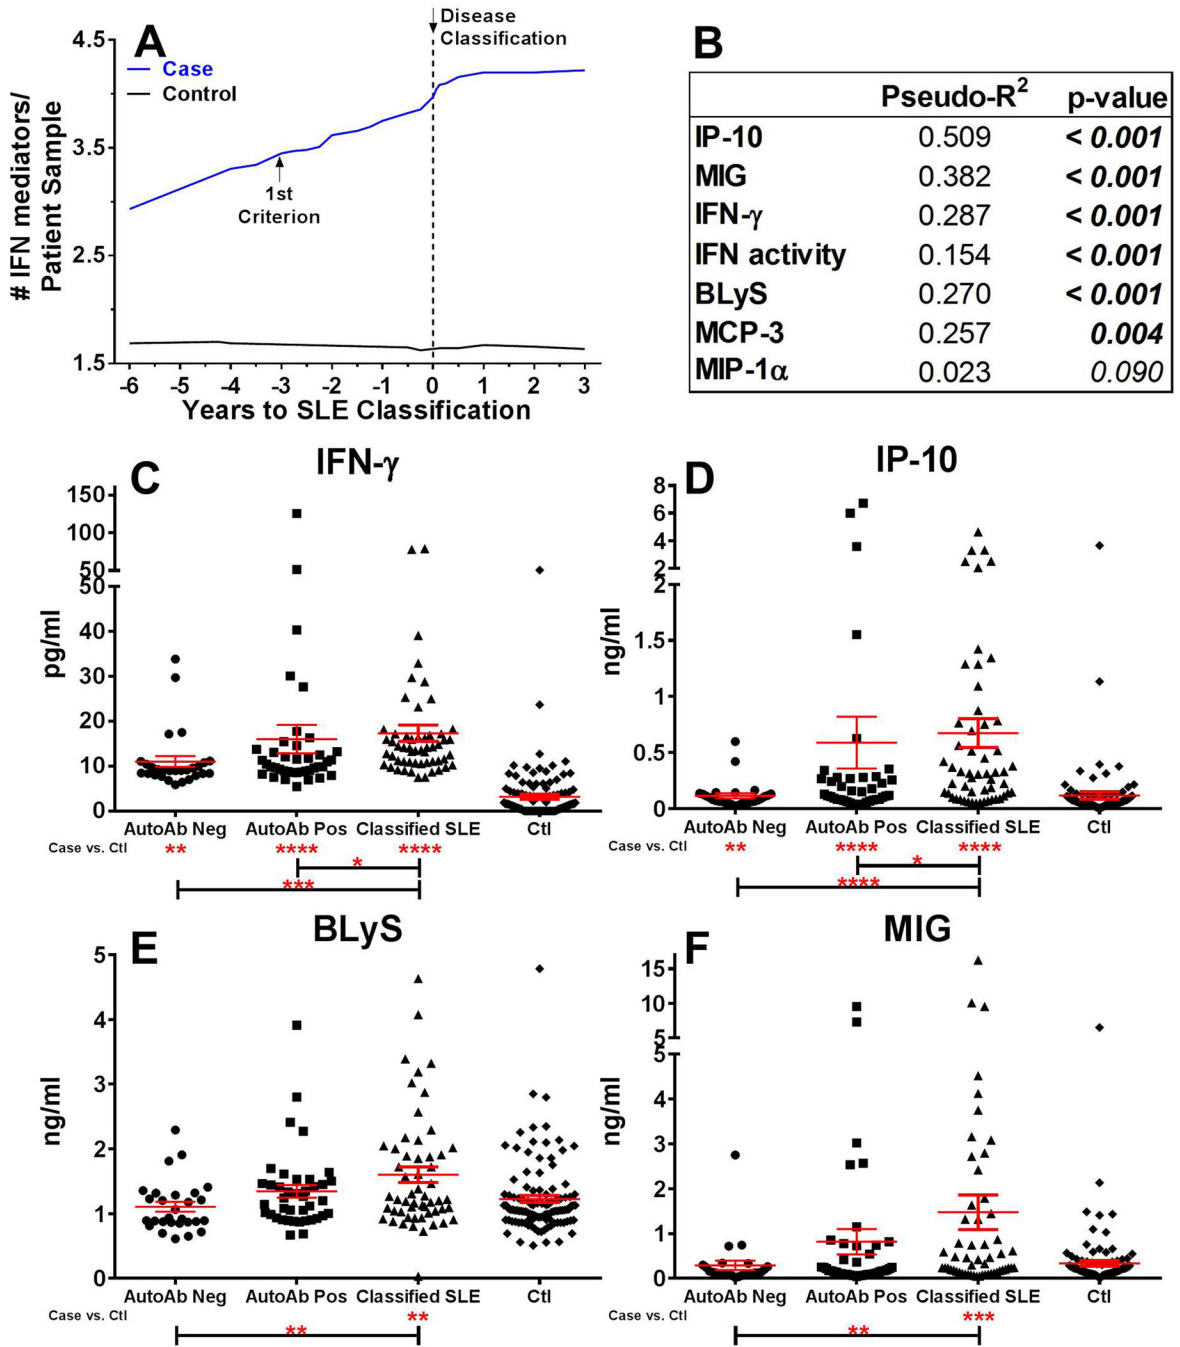 A
Disease
Classification
Case
Control
# IFN mediators/
Patient Sample
4.5
3.5
2.5
1.5
1st
Criterion
-6 -5 -4 -3 -2 -1 0 1 2 3
Years to SLE Classification
B
Pseudo-R² p-value
IP-10 0.509 < 0.001
MIG 0.382 < 0.001
IFN-γ 0.287 < 0.001
IFN activity 0.154 < 0.001
BLyS 0.270 < 0.001
MCP-3 0.257 0.004
MIP-1α 0.023 0.090
C
IFN-γ
pg/ml
150
100
50
50
40
30
20
10
0
AutoAb Neg AutoAb Pos Classified SLE Ctl
Case vs. Ctl ** **** ****
*
***
D
IP-10
ng/ml
8
6
4
2
2
1.5
1
0.5
0
AutoAb Neg AutoAb Pos Classified SLE Ctl
Case vs. Ctl ** **** ****
*
****
E
BLyS
ng/ml
5
4
3
2
1
0
AutoAb Neg AutoAb Pos Classified SLE Ctl
Case vs. Ctl **
**
F
MIG
ng/ml
15
10
5
5
4
3
2
1
0
AutoAb Neg AutoAb Pos Classified SLE Ctl
Case vs. Ctl ***
**